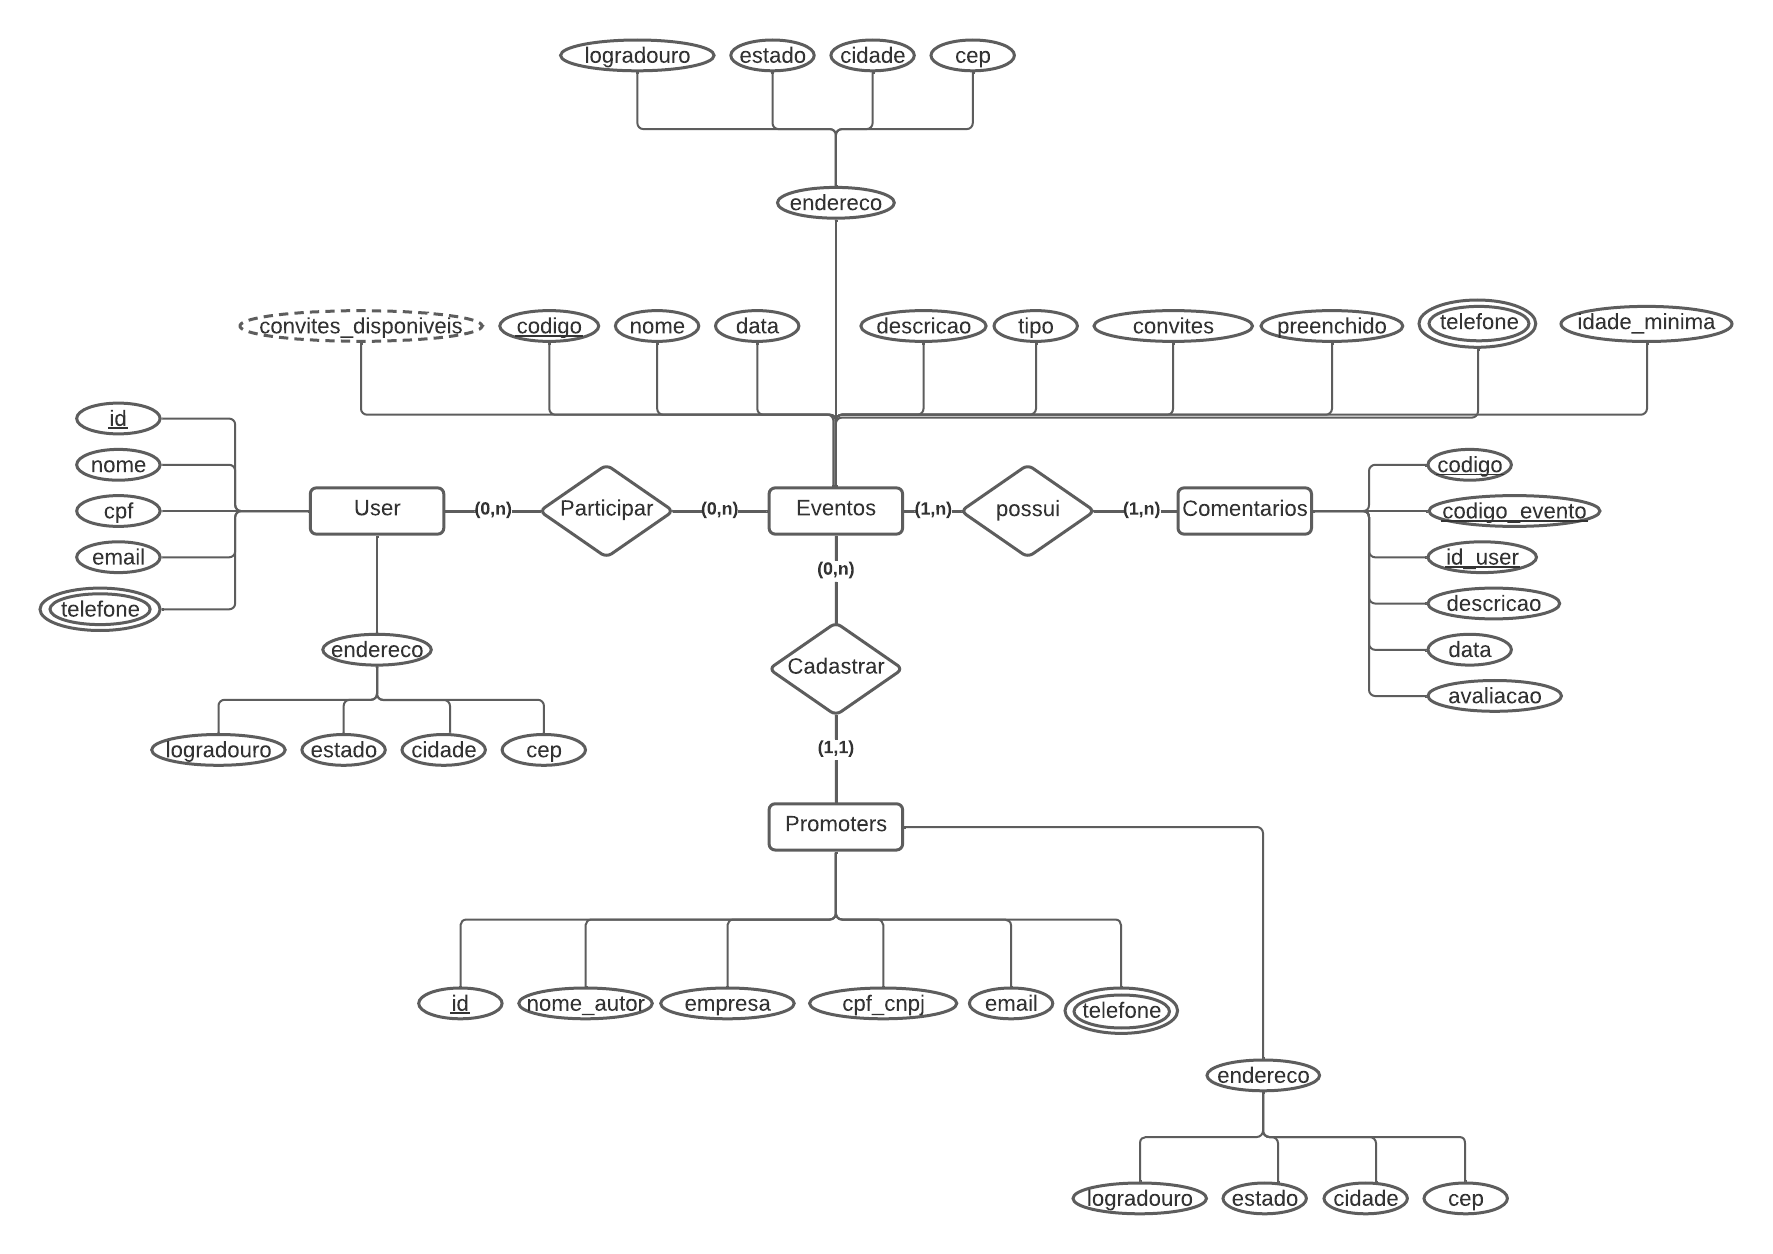 logradouro
estado
cidade
cep
endereco
convites_disponiveis
codigo
nome
data
descricao
tipo
convites
preenchido
telefone
idade_minima
id
nome
cpf
email
telefone
User
(0,n)
Participar
(0,n)
Eventos
(1,n)
possui
(1,n)
Comentarios
codigo
codigo_evento
id_user
descricao
data
avaliacao
(0,n)
endereco
logradouro
estado
cidade
cep
Cadastrar
(1,1)
Promoters
id
nome_autor
empresa
cpf_cnpj
email
telefone
endereco
logradouro
estado
cidade
cep